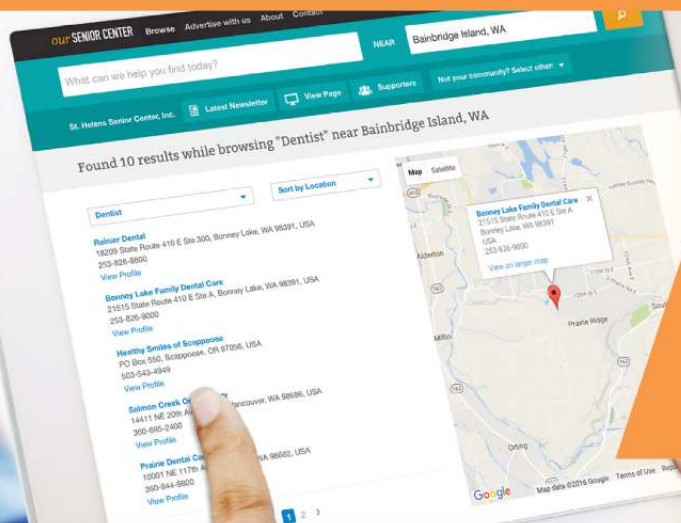 our SENIOR CENTER Browse Advertise with us About Contact
What can we help you find today?
NEAR Bainbridge Island, WA
St. Helens Senior Center, Inc. Latest Newsletter View Page Supporters Not your community? Select other:
Found 10 results while browsing "Dentist" near Bainbridge Island, WA
Dentist Sort by Location
Rainier Dental
18209 State Route 410 E Ste 300, Bonney Lake, WA 98391, USA
253-826-8800
View Profile
Bonney Lake Family Dental Care
21515 State Route 410 E Ste A, Bonney Lake, WA 98391, USA
253-826-9000
View Profile
Healthy Smiles of Scappoose
PO Box 550, Scappoose, OR 97056, USA
503-543-4949
View Profile
Salmon Creek
14411 NE 20th Vancouver, WA 98686, USA
360-695-2400
View Profile
Prairie Dental
10001 NE 117th WA 98662, USA
360-944-9800
View Profile
1 2
Map Satellite
Bonney Lake Family Dental Care
21515 State Route 410 E Ste A
Bonney Lake, WA 98391
USA
253-826-9000
View on larger map
Alderton
410
162
Prairie Ridge
Orting
Google Map data ©2016 Google Terms of Use